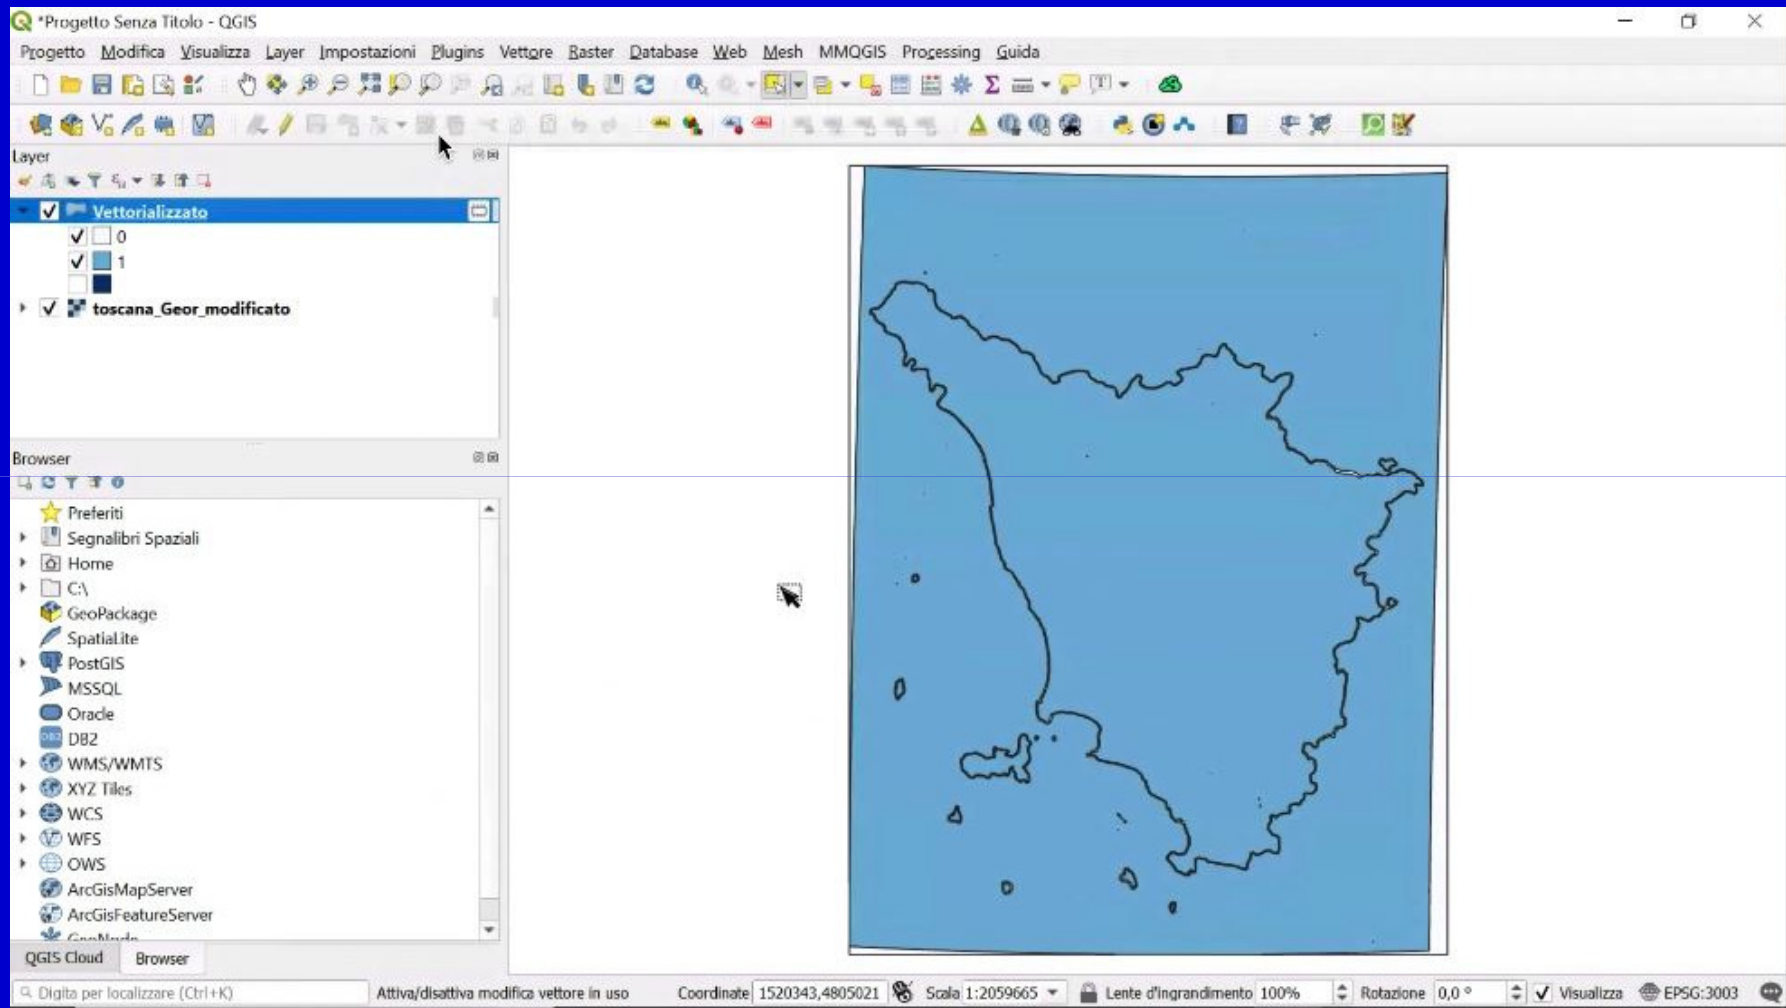 *Progetto Senza Titolo - QGIS
Progetto Modifica Visualizza Layer Impostazioni Plugins Vettore Raster Database Web Mesh MMQGIS Processing Guida
Layer
Vettorializzato
0
1
toscana_Geor_modificato
Browser
Preferiti
Segnalibri Spaziali
Home
C:\
GeoPackage
SpatiaLite
PostGIS
MSSQL
Oracle
DB2
WMS/WMTS
XYZ Tiles
WCS
WFS
OWS
ArcGisMapServer
ArcGisFeatureServer
GeoNode
QGIS Cloud Browser
Digita per localizzare (Ctrl+K) Attiva/disattiva modifica vettore in uso Coordinate 1520343,4805021 Scala 1:2059665 Lente d'ingrandimento 100% Rotazione 0,0 ° Visualizza EPSG:3003